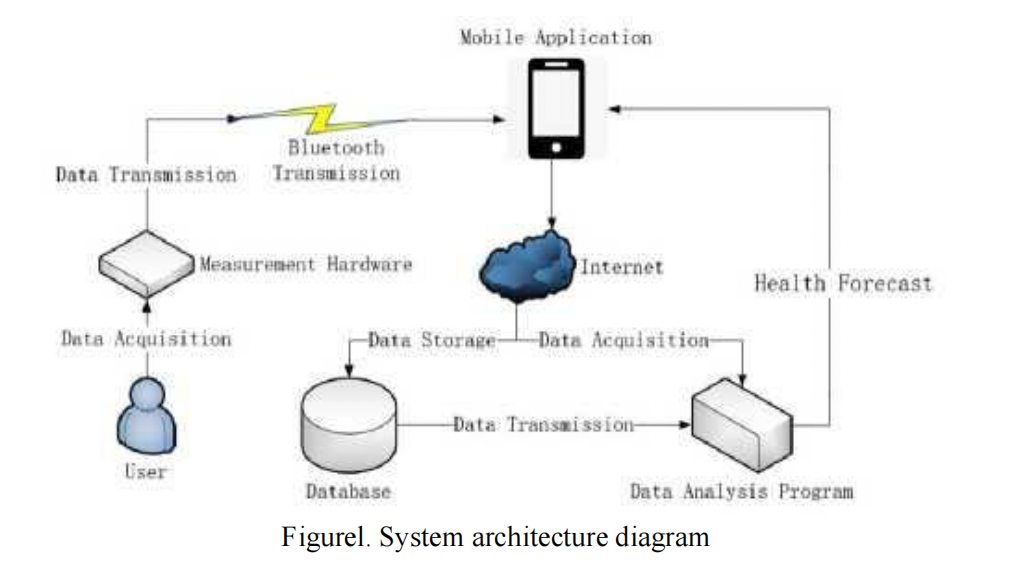 Mobile Application
Bluetooth
Transmission
Data Transmission
Measurement Hardware
Internet
Health Forecast
Data Acquisition
Data Storage
Data Acquisition
Data Transmission
User
Database
Data Analysis Program
Figurel. System architecture diagram